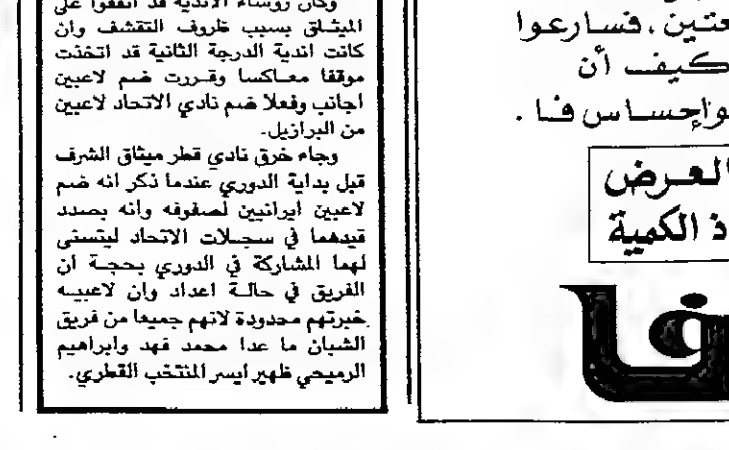 وكان روساء الاندية قد اتفقوا على
الميثاق بسبب ظروف التقشف وان
كانت اندية الدرجة الثانية قد اتخذت
موقفا معاكسا وقررت ضم لاعبين
اجانب وفعلا ضم نادي الاتحاد لاعبين
من البرازيل.
وجاء خرق نادي قطر ميثاق الشرف
قبل بداية الدوري عندما ذكر انه ضم
لاعبين ايرانيين لصفوفه وانه بصدد
قيدهما في سجلات الاتحاد ليتسنى
لهما المشاركة في الدوري بحجة ان
الفريق في حالة اعداد وان لاعبيه
خبرتهم محدودة لانهم جميعا من فريق
الشبان ما عدا محمد فهد وابراهيم
الرميحي ظهير ايسر المنتخب القطري.
عتين، فسارعوا
كيف أن
وإحساس فا.
العرض
ذ الكمية
فا